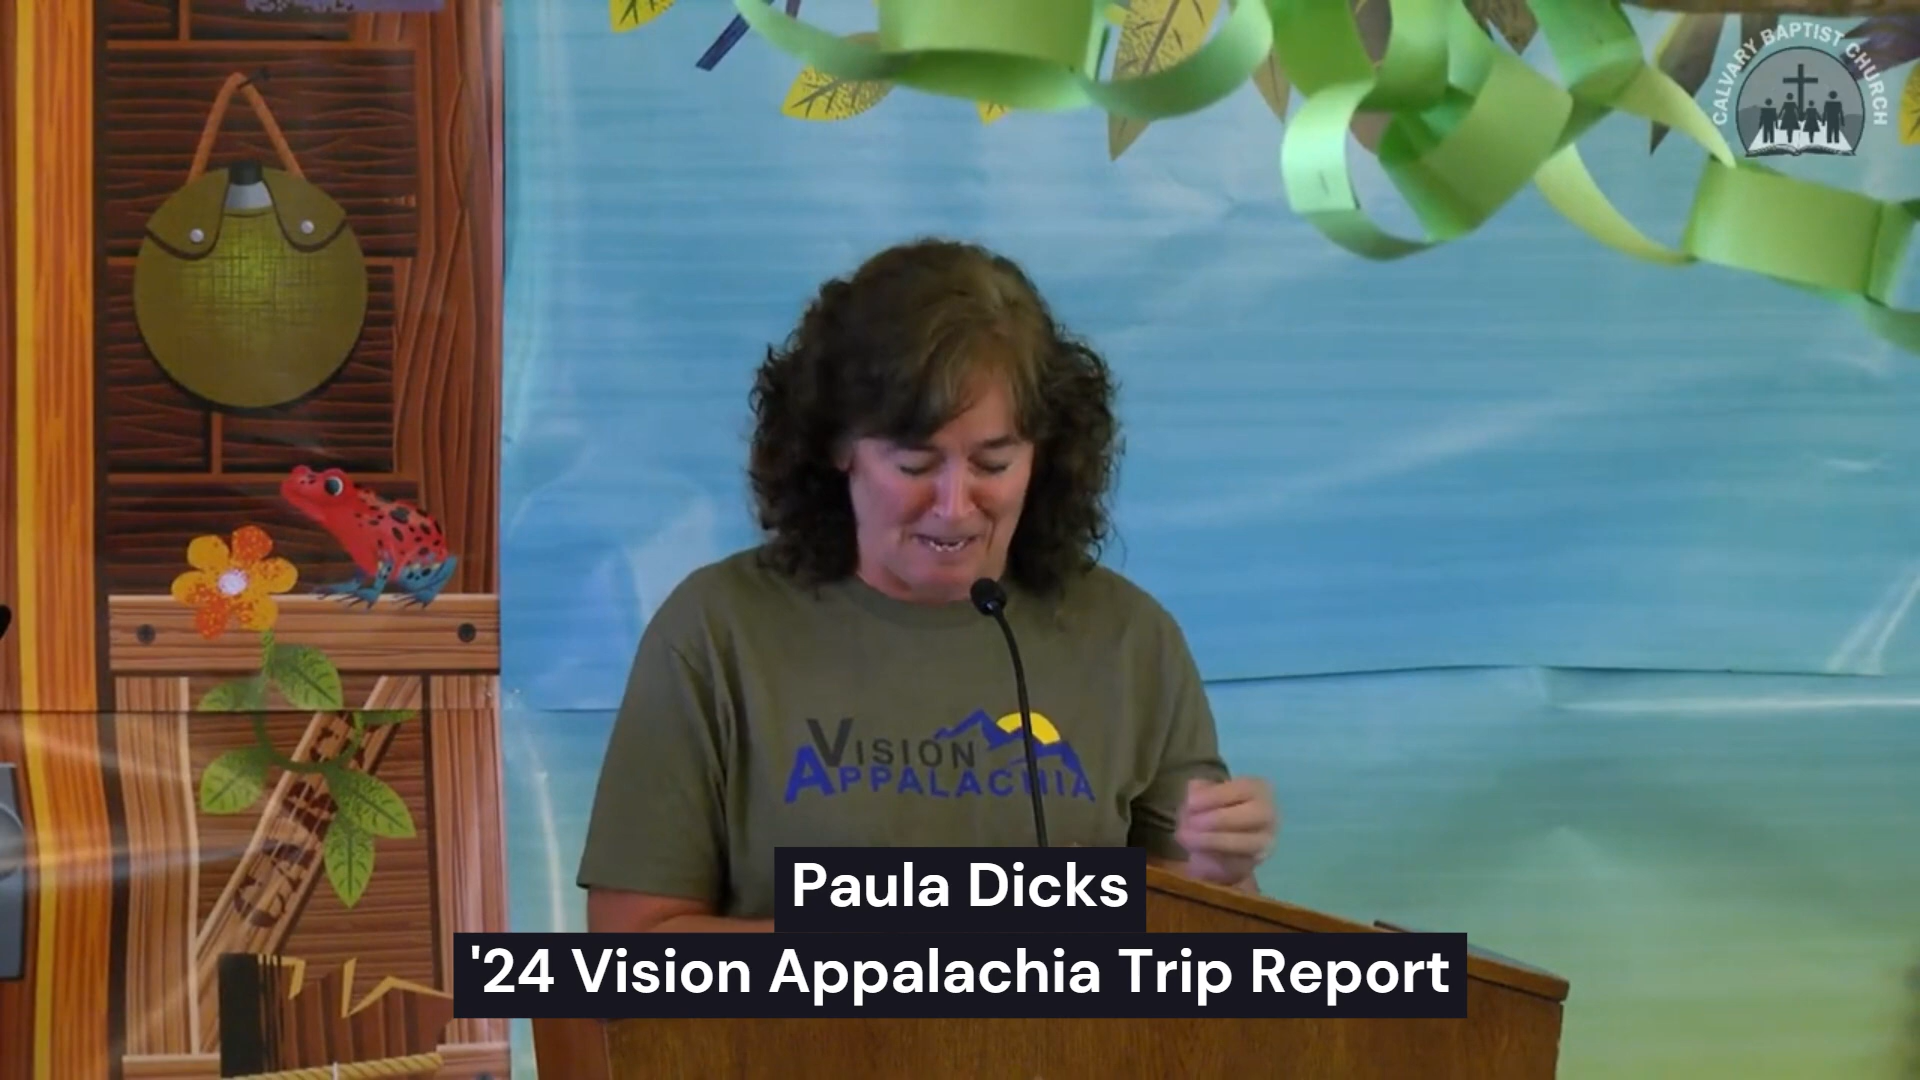 CALVARY BAPTIST CHURCH
VISION
APPALACHIA
Paula Dicks
'24 Vision Appalachia Trip Report